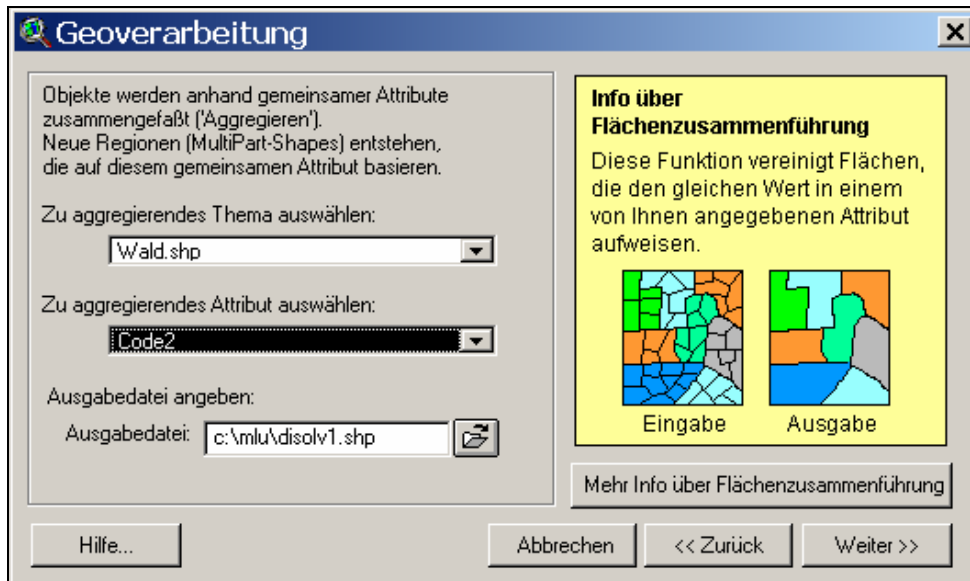 Geoverarbeitung
Objekte werden anhand gemeinsamer Attribute
zusammengefaßt ('Aggregieren').
Neue Regionen (MultiPart-Shapes) entstehen,
die auf diesem gemeinsamen Attribut basieren.
Zu aggregierendes Thema auswählen:
Wald.shp
Zu aggregierendes Attribut auswählen:
Code2
Ausgabedatei angeben:
Ausgabedatei: c:\mlu\disolv1.shp
Info über
Flächenzusammenführung
Diese Funktion vereinigt Flächen,
die den gleichen Wert in einem
von Ihnen angegebenen Attribut
aufweisen.
Eingabe Ausgabe
Mehr Info über Flächenzusammenführung
Hilfe... Abbrechen << Zurück Weiter >>